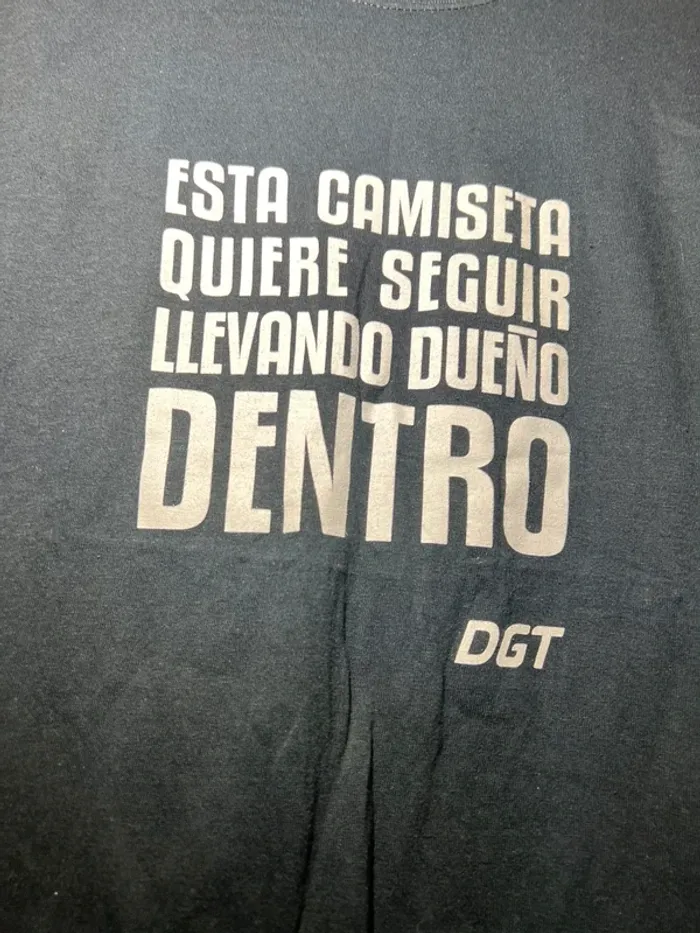 ESTA CAMISETA
QUIERE SEGUIR
LLEVANDO DUEÑO
DENTRO
DGT